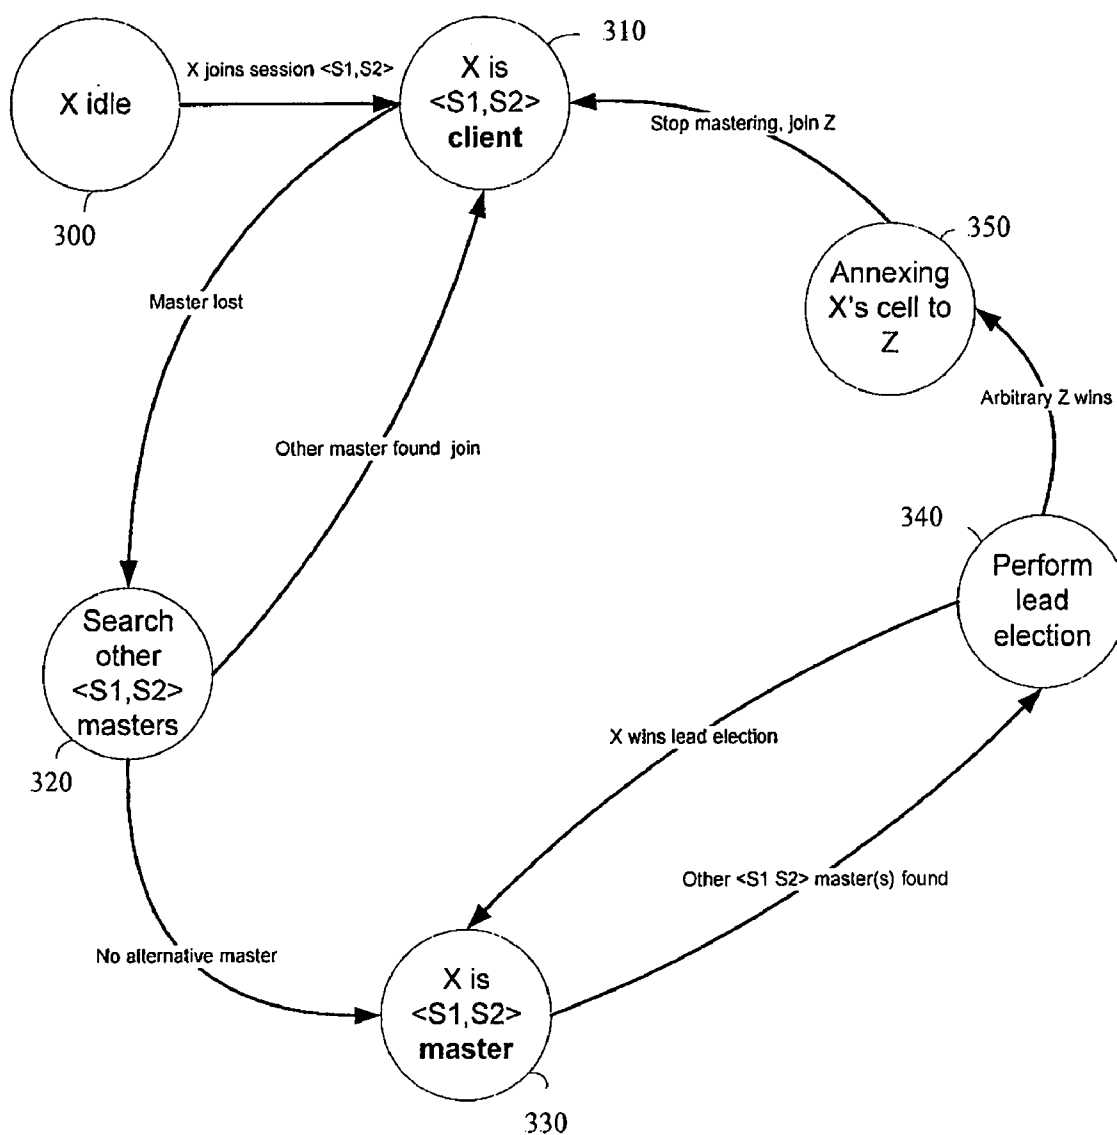 310
X joins session <S1,S2>
X idle
X is
<S1,S2>
client
Stop mastering, join Z
300
350
Annexing
X's cell to
Z
Master lost
Arbitrary Z wins
Other master found join
340
Perform
lead
election
Search
other
<S1,S2>
masters
X wins lead election
320
Other <S1 S2> master(s) found
No alternative master
X is
<S1,S2>
master
330